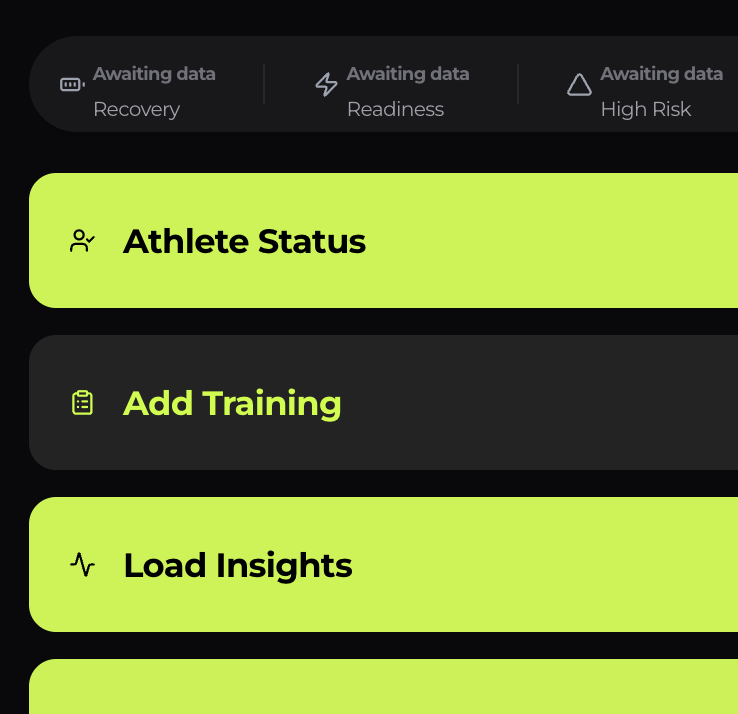 Awaiting data Awaiting data Awaiting data
Recovery Readiness High Risk
Athlete Status
Add Training
Load Insights